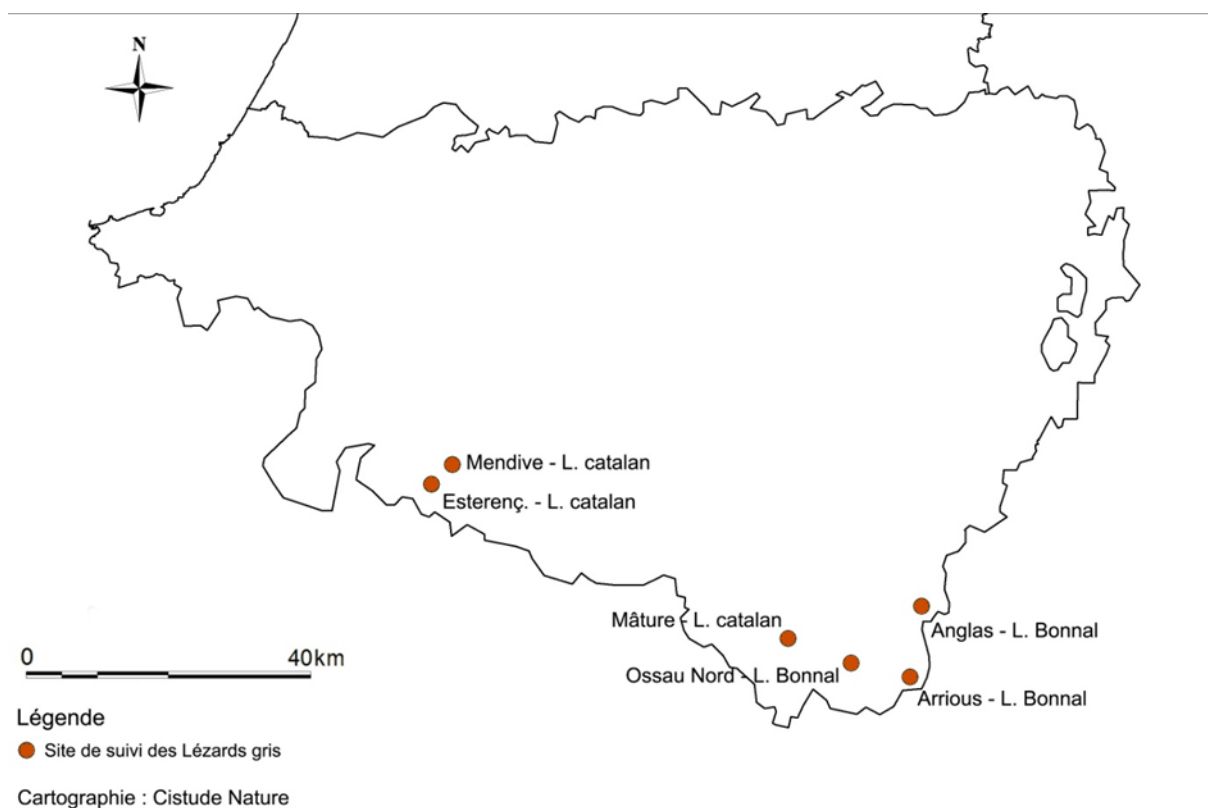 N
Mendive - L. catalan
Esterenç. - L. catalan
Mâture - L. catalan
Anglas - L. Bonnal
Ossau Nord - L. Bonnal
Arrious - L. Bonnal
0 40km
Légende
Site de suivi des Lézards gris
Cartographie : Cistude Nature